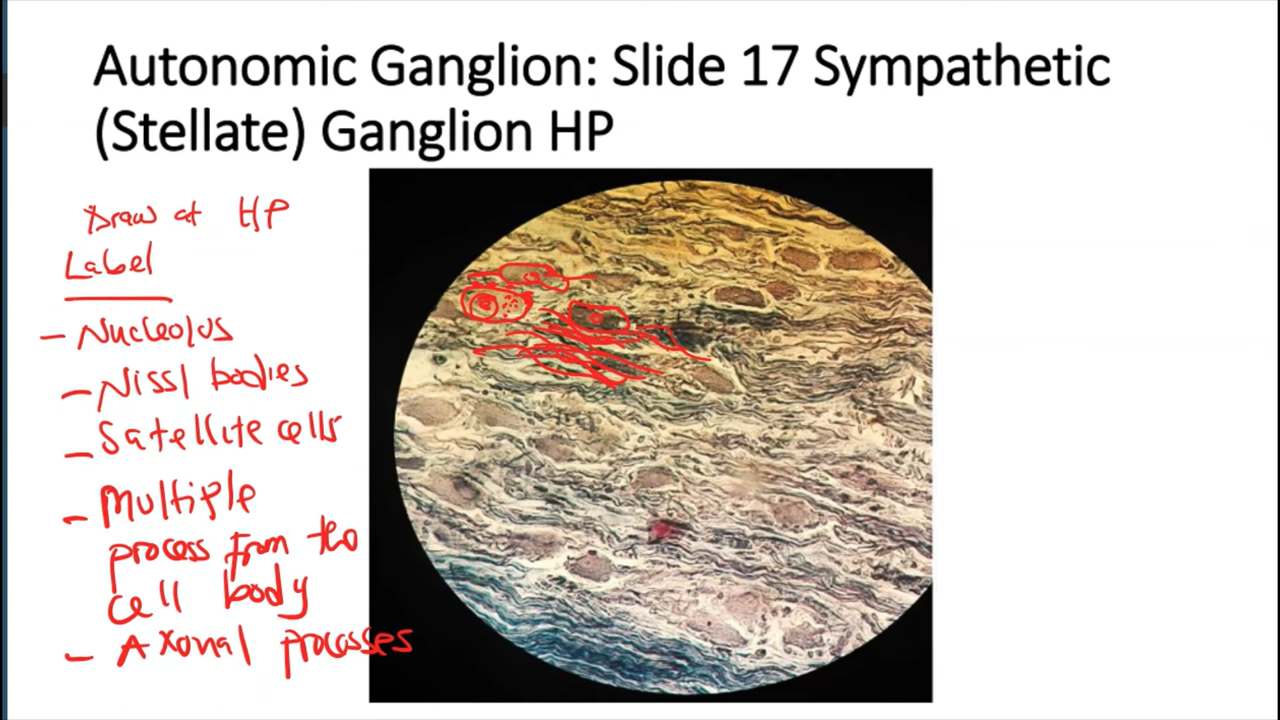 Autonomic Ganglion: Slide 17 Sympathetic
(Stellate) Ganglion HP
Draw at HP
Label
- Nucleolus
- Nissl bodies
- Satellite cells
- Multiple
process from the
cell body
- Axonal processes